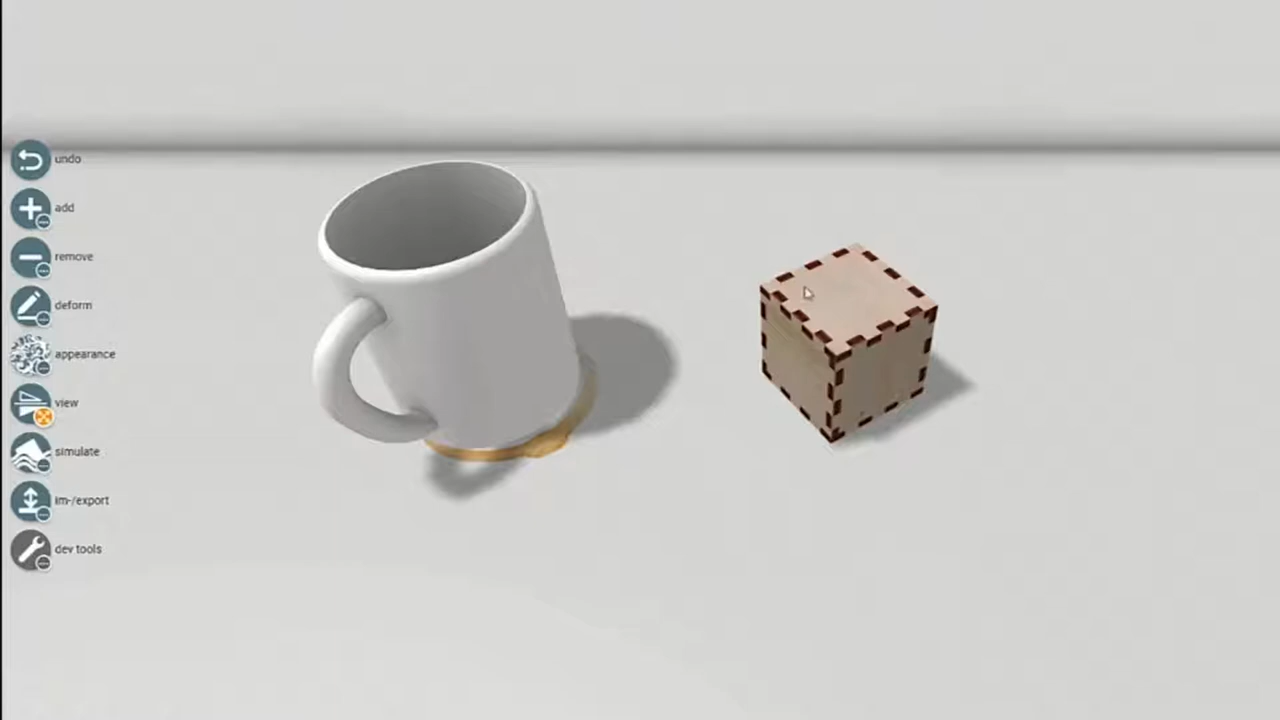 undo
add
remove
deform
appearance
view
simulate
im-/export
dev tools